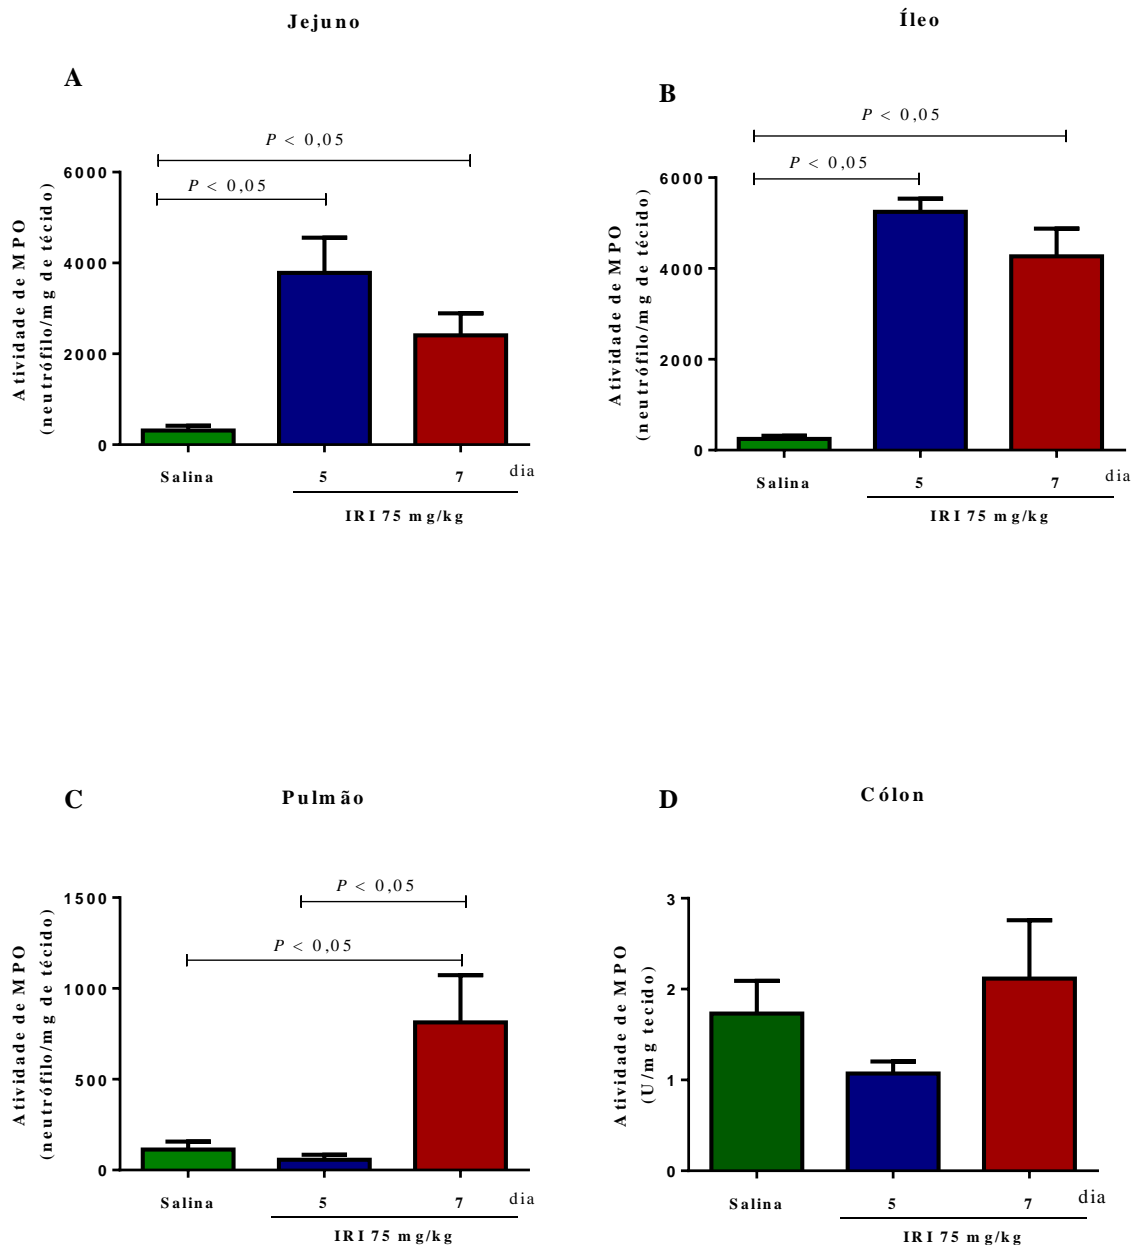 Jejuno
A
P < 0,05
P < 0,05
Atividade de MPO
(neutrófilo/mg de técido)
6000
4000
2000
0
Salina
5
7
dia
IRI 75 mg/kg
Íleo
B
P < 0,05
P < 0,05
Atividade de MPO
(neutrófilo/mg de técido)
6000
4000
2000
0
Salina
5
7
dia
IRI 75 mg/kg
C
Pulmão
P < 0,05
P < 0,05
Atividade de MPO
(neutrófilo/mg de técido)
1500
1000
500
0
Salina
5
7
dia
IRI 75 mg/kg
D
Cólon
Atividade de MPO
(U/mg tecido)
3
2
1
0
Salina
5
7
dia
IRI 75 mg/kg